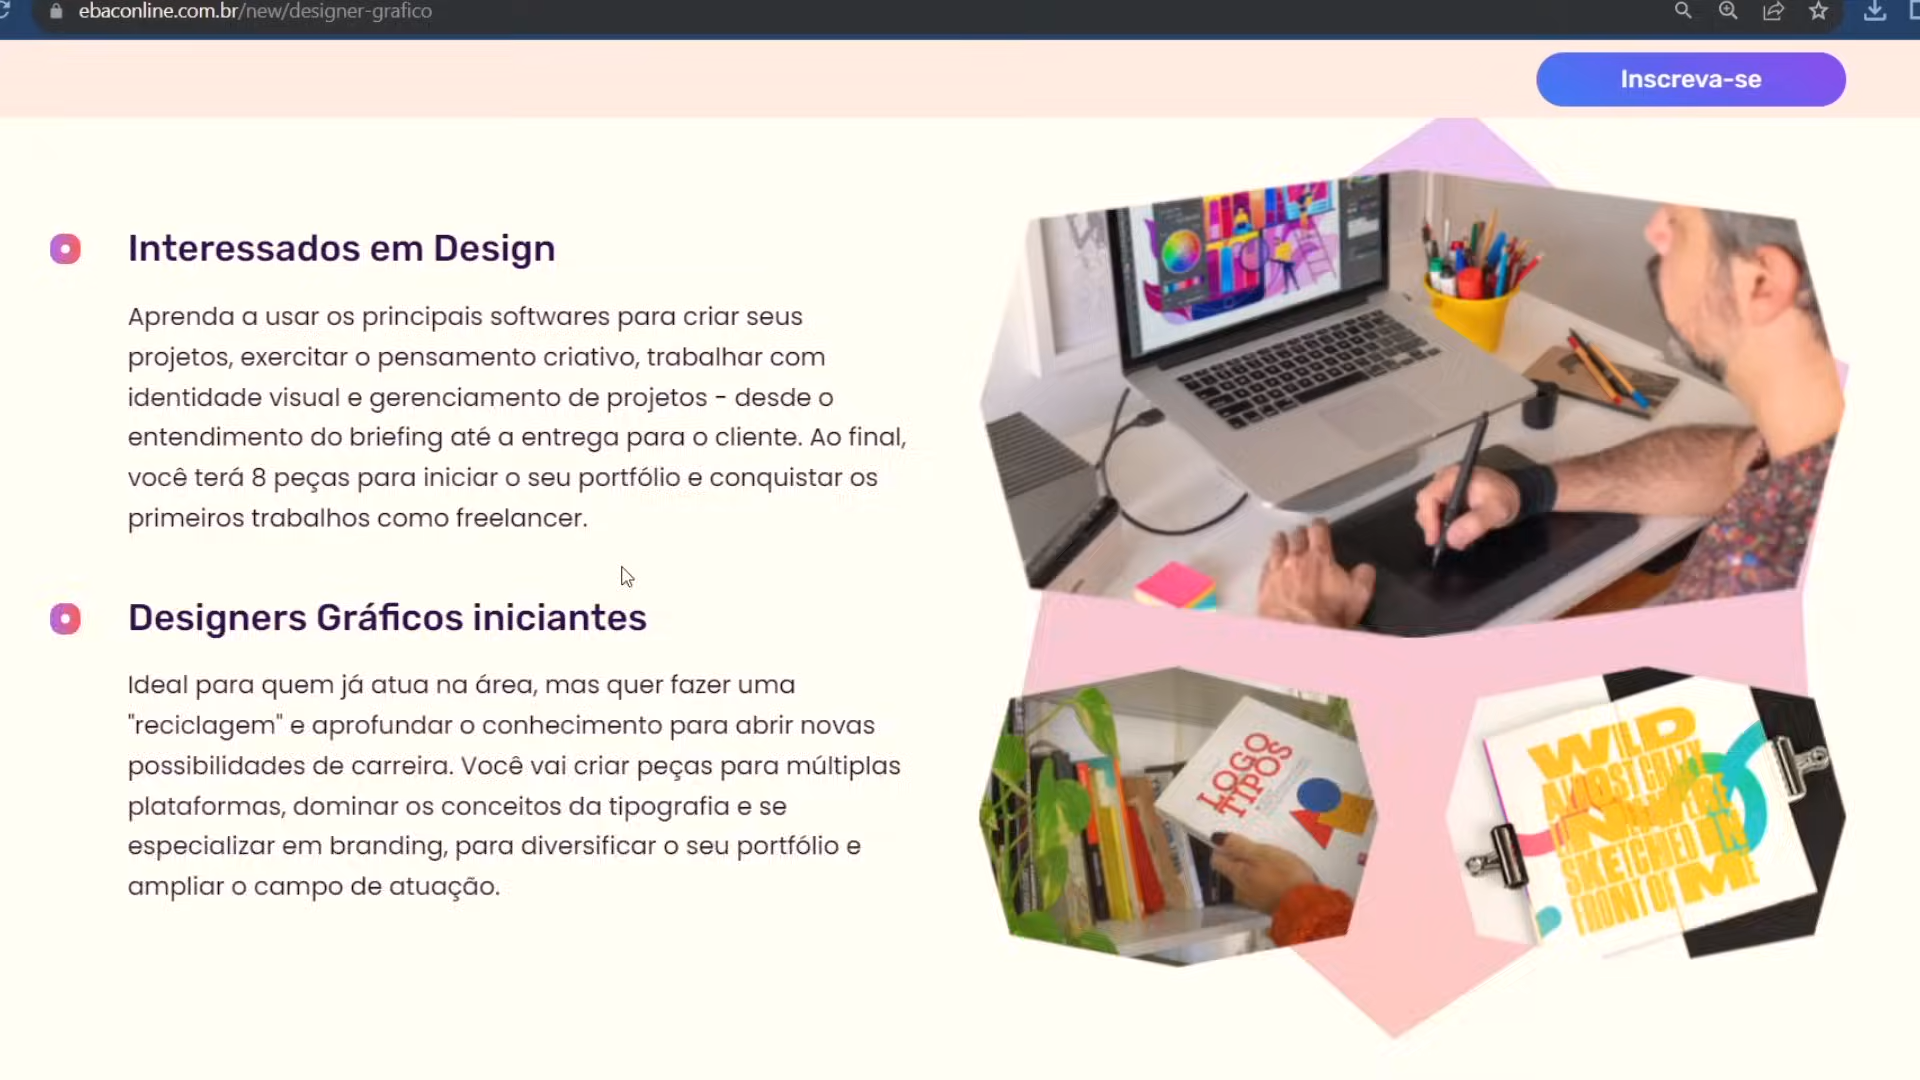 ebaconline.com.br/new/designer-grafico
Inscreva-se
Interessados em Design
Aprenda a usar os principais softwares para criar seus
projetos, exercitar o pensamento criativo, trabalhar com
identidade visual e gerenciamento de projetos - desde o
entendimento do briefing até a entrega para o cliente. Ao final,
você terá 8 peças para iniciar o seu portfólio e conquistar os
primeiros trabalhos como freelancer.
Designers Gráficos iniciantes
Ideal para quem já atua na área, mas quer fazer uma
"reciclagem" e aprofundar o conhecimento para abrir novas
possibilidades de carreira. Você vai criar peças para múltiplas
plataformas, dominar os conceitos da tipografia e se
especializar em branding, para diversificar o seu portfólio e
ampliar o campo de atuação.
LOGO
TIPOS
WILD
ALMOST CRAZY
SKETCHED IN
FRONT OF ME